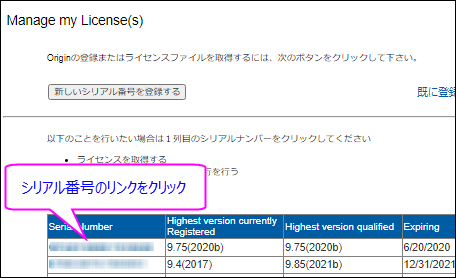 Manage my License(s)
Originの登録またはライセンスファイルを取得するには、次のボタンをクリックして下さい。
新しいシリアル番号を登録する
既に登録
以下のことを行いたい場合は１列目のシリアルナンバーをクリックしてください
• ライセンスを取得する
行を行う
シリアル番号のリンクをクリック
Serial Number Highest version currently Registered Highest version qualified Expiring
9.75(2020b) 9.75(2020b) 6/20/2020
9.4(2017) 9.85(2021b) 12/31/2021